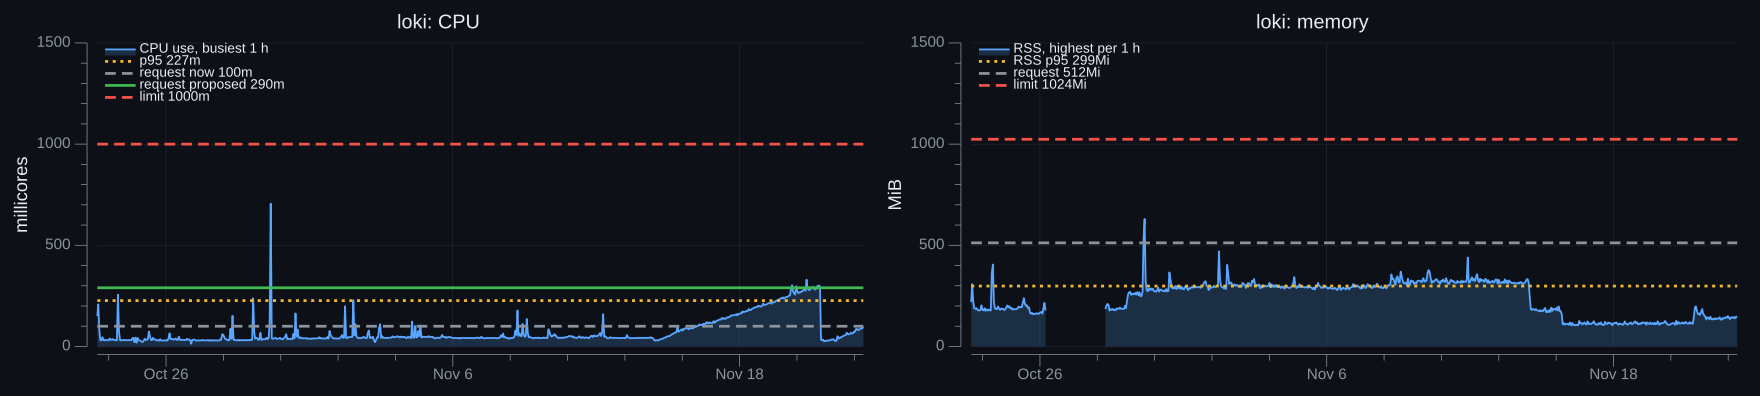 loki: CPU
1500
1000
500
0
millicores
CPU use, busiest 1 h
p95 227m
request now 100m
request proposed 290m
limit 1000m
Oct 26
Nov 6
Nov 18
loki: memory
1500
1000
500
0
MiB
RSS, highest per 1 h
RSS p95 299Mi
request 512Mi
limit 1024Mi
Oct 26
Nov 6
Nov 18